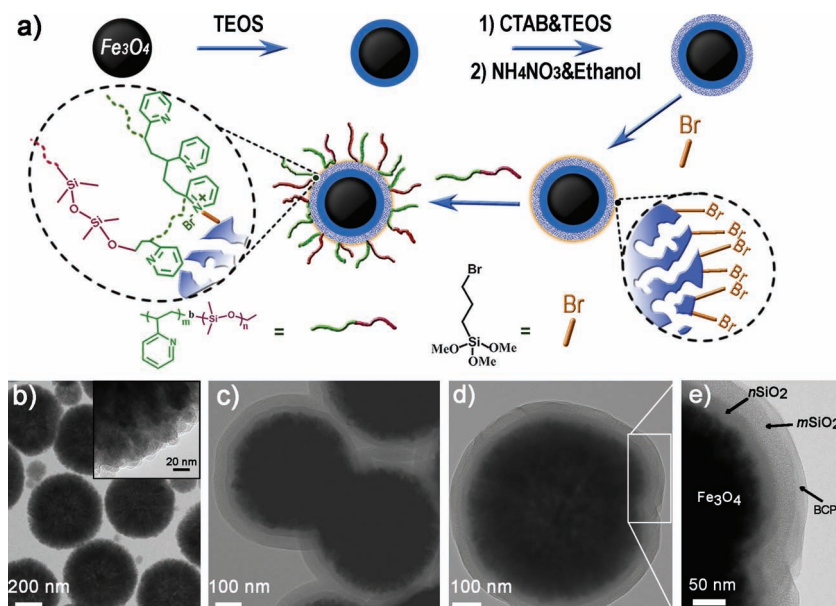 a)
Fe3O4
TEOS
1) CTAB&TEOS
2) NH4NO3&Ethanol
Br
N
N
N
+
Br
-
Si
O
Si
O
N
Br
Br
Br
Br
Br
Br
Br
Br
MeO
Si
OMe
OMe
m
b
Si
O
n
N
=
=
b)
20 nm
200 nm
c)
100 nm
d)
100 nm
e)
nSiO2
mSiO2
Fe3O4
BCP
50 nm